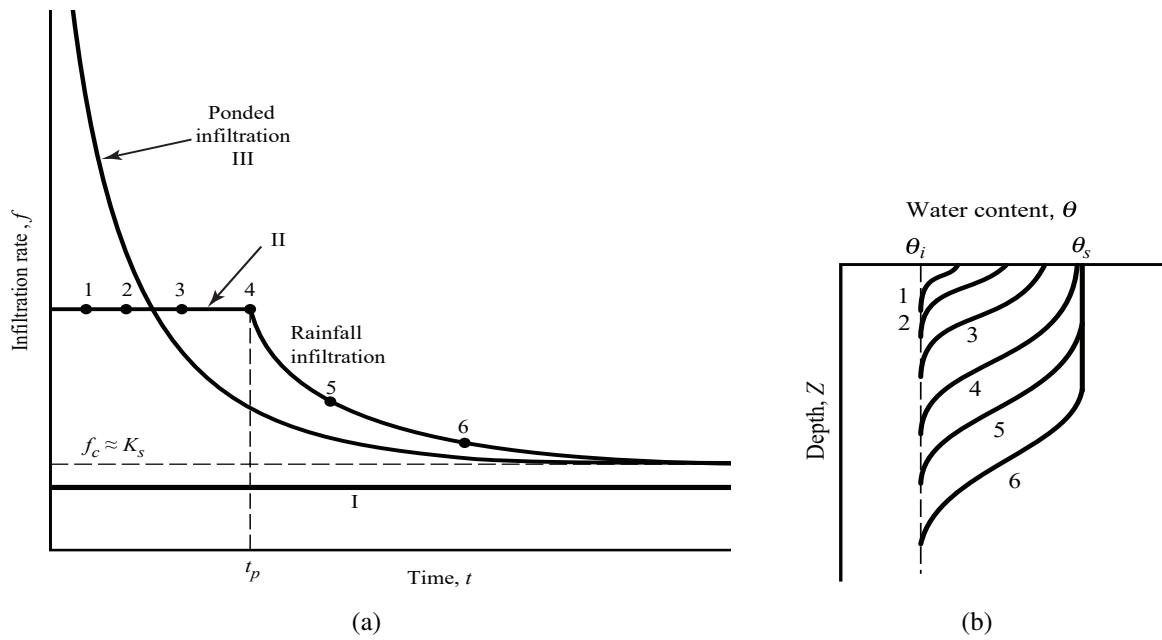 Ponded
infiltration
III
II
1 2 3 4
Rainfall
infiltration
5
6
f_c ≈ K_s
I
t_p
Infiltration rate , f
Time, t
(a)
Water content, θ
θ_i θ_s
1
2
3
4
5
6
Depth, Z
(b)